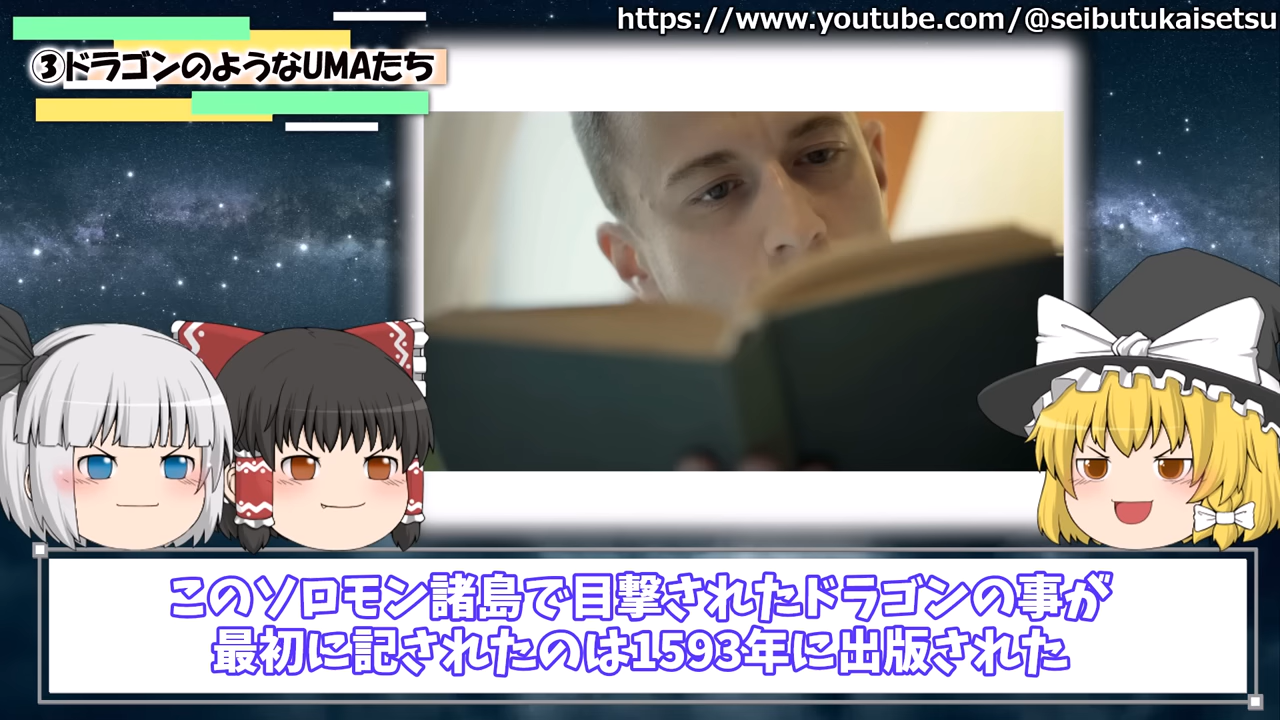 https://www.youtube.com/@seibutukaisetsu
③ドラゴンのようなUMAたち
このソロモン諸島で目撃されたドラゴンの事が
最初に記されたのは1593年に出版された